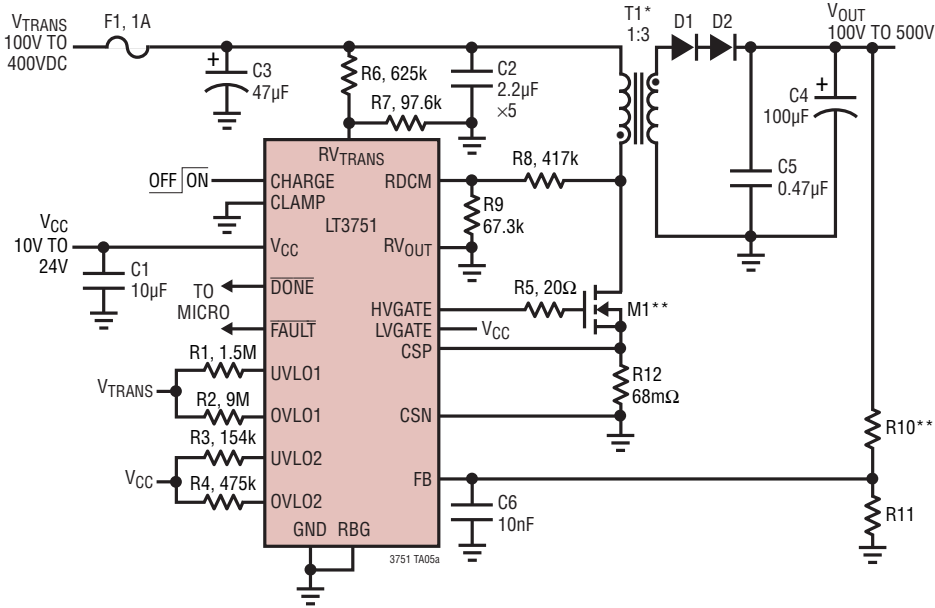 VTRANS
100V TO
400VDC
F1, 1A
C3
47µF
R6, 625k
R7, 97.6k
C2
2.2µF
×5
T1*
1:3
D1
D2
VOUT
100V TO 500V
C4
100µF
C5
0.47µF
RVTRANS
OFF ON
CHARGE
CLAMP
LT3751
RDCM
R8, 417k
R9
67.3k
RVOUT
VCC
10V TO
24V
C1
10µF
VCC
TO
MICRO
DONE
FAULT
HVGATE
LVGATE
CSP
R5, 20Ω
VCC
M1**
R12
68mΩ
CSN
VTRANS
R1, 1.5M
UVLO1
R2, 9M
OVLO1
VCC
R3, 154k
UVLO2
R4, 475k
OVLO2
FB
C6
10nF
R10**
R11
GND
RBG
3751 TA05a